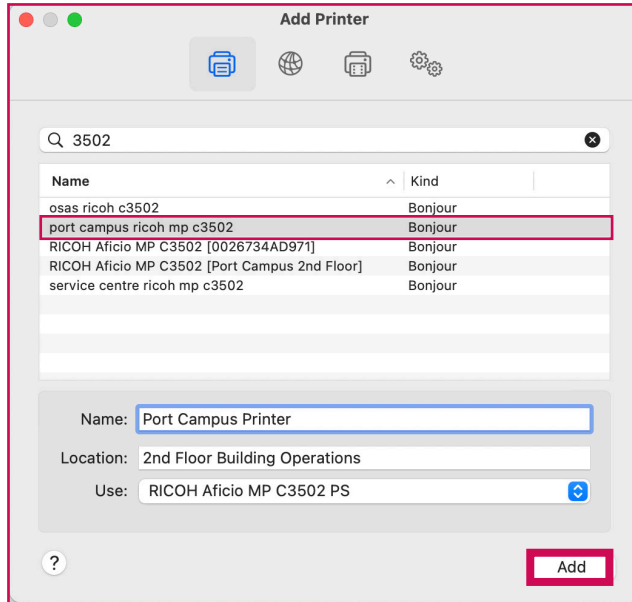 Add Printer
3502
Name Kind
osas ricoh c3502 Bonjour
port campus ricoh mp c3502 Bonjour
RICOH Aficio MP C3502 [0026734AD971] Bonjour
RICOH Aficio MP C3502 [Port Campus 2nd Floor] Bonjour
service centre ricoh mp c3502 Bonjour
Name: Port Campus Printer
Location: 2nd Floor Building Operations
Use: RICOH Aficio MP C3502 PS
? Add